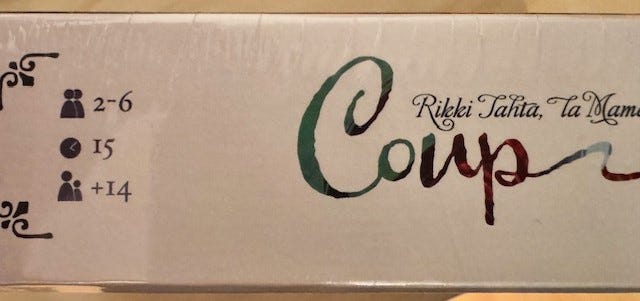 2-6
15
+14
Rikki Tahta, la Mame
Coup